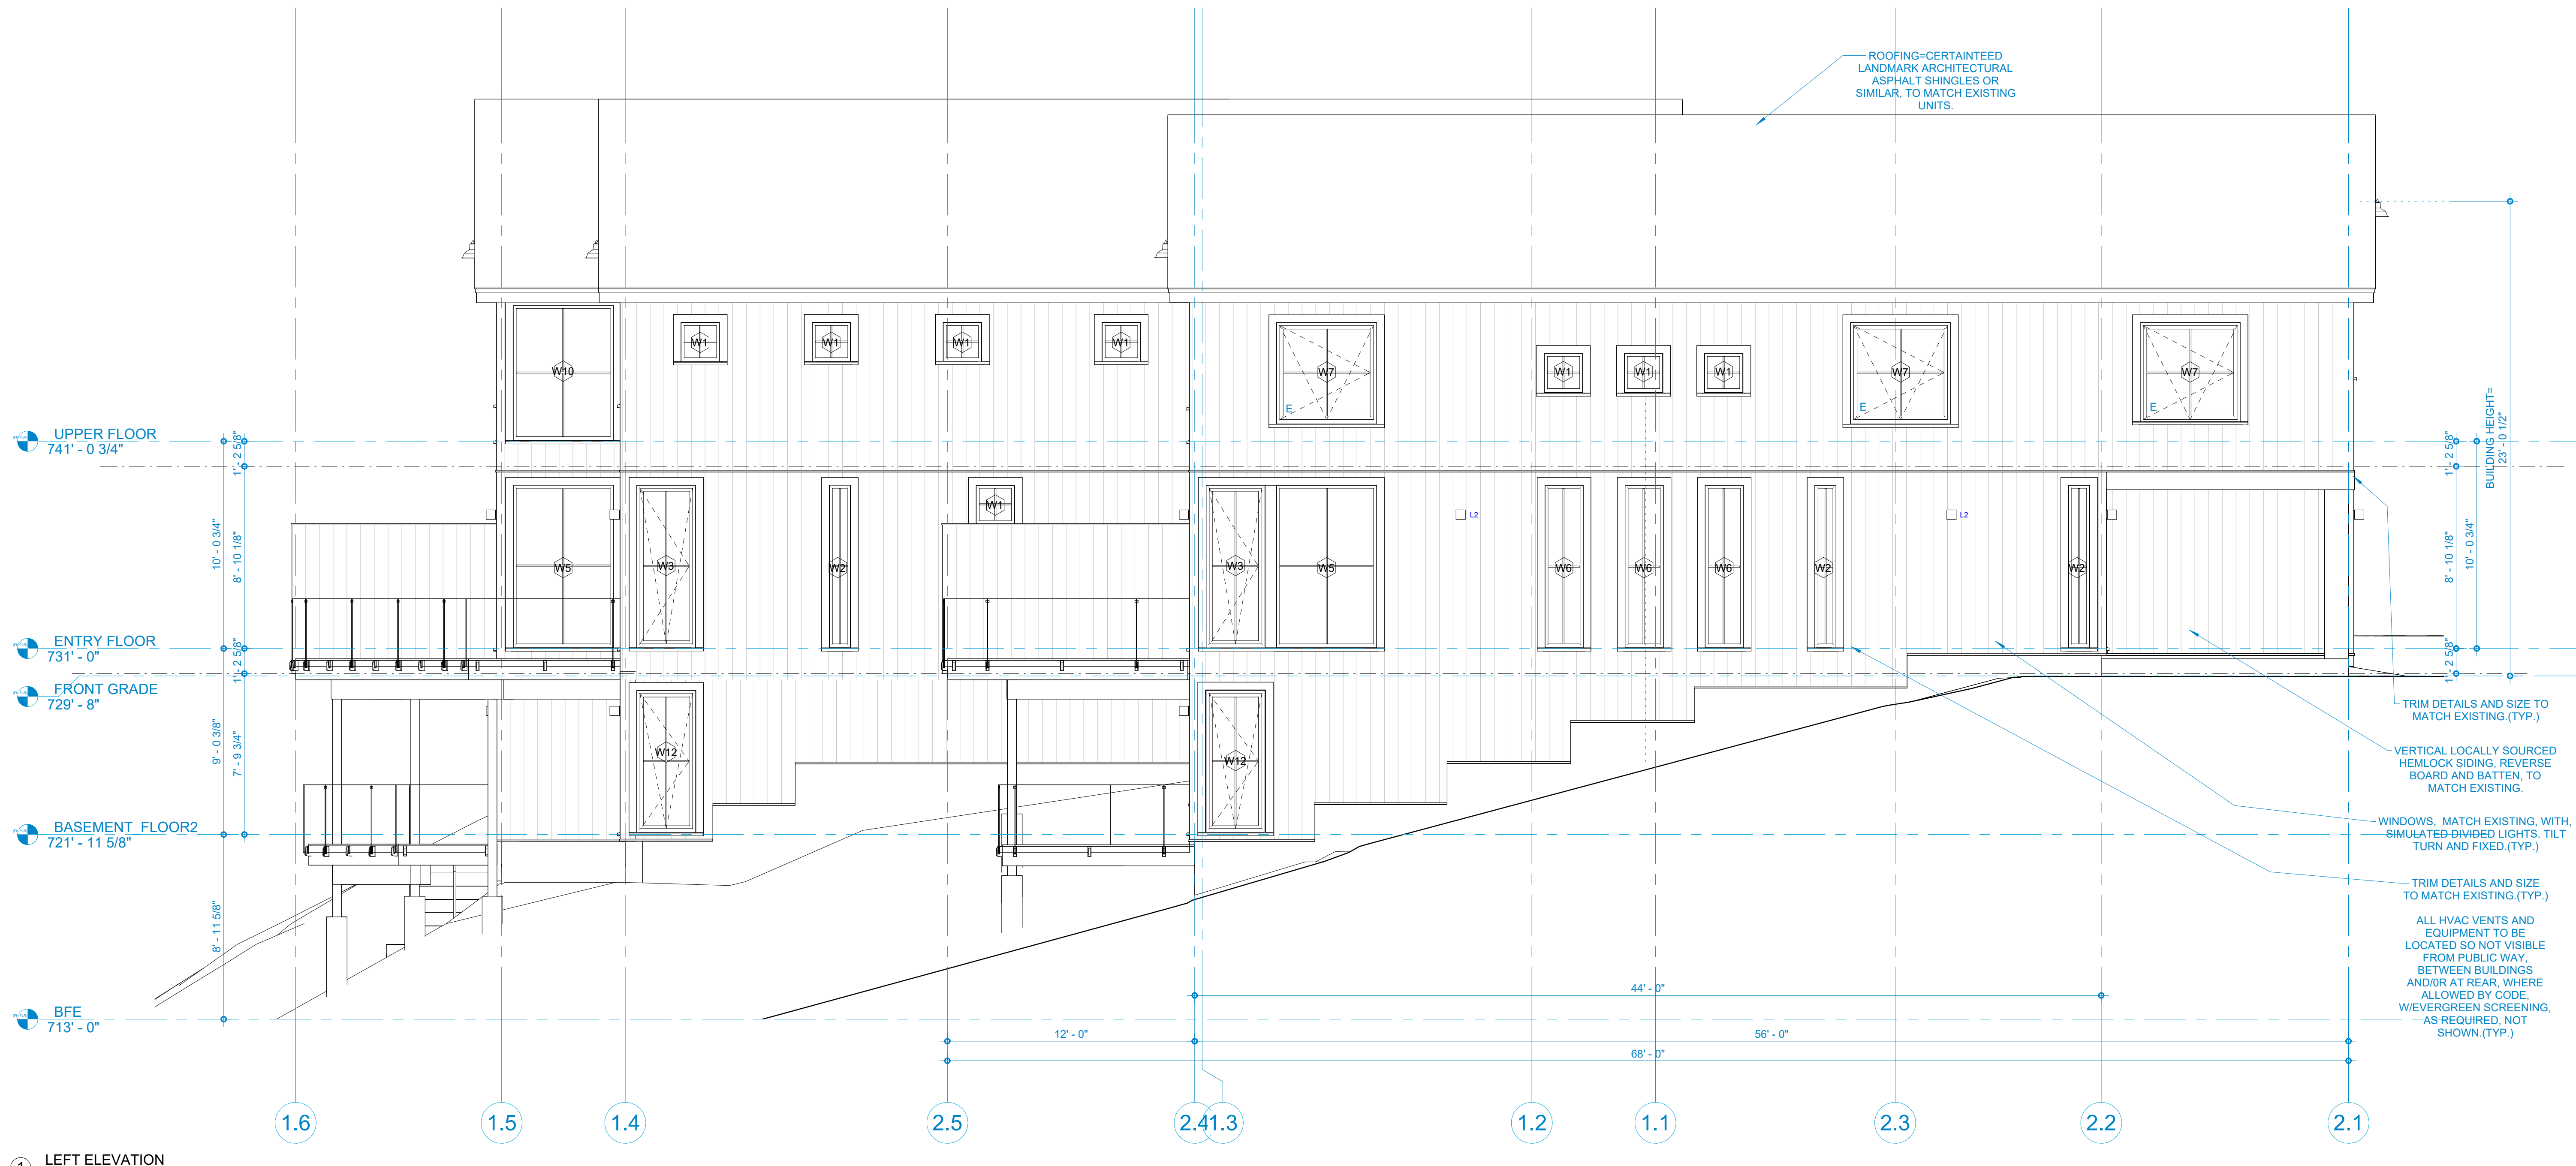 ROOFING=CERTAINTEED
LANDMARK ARCHITECTURAL
ASPHALT SHINGLES OR
SIMILAR, TO MATCH EXISTING
UNITS.
W10
W1
W1
W1
W1
W7
E
W1
W1
W1
W7
E
W7
E
UPPER FLOOR
741' - 0 3/4"
1' - 2 5/8"
10' - 0 3/4"
8' - 10 1/8"
1' - 2 5/8"
BUILDING HEIGHT=
23' - 0 1/2"
1' - 2 5/8"
8' - 10 1/8"
10' - 0 3/4"
1' - 2 5/8"
W5
W3
W2
W1
W3
W5
L2
W6
W6
W6
W2
L2
W2
ENTRY FLOOR
731' - 0"
FRONT GRADE
729' - 8"
9' - 0 3/8"
7' - 9 3/4"
W12
W12
BASEMENT FLOOR2
721' - 11 5/8"
8' - 11 5/8"
BFE
713' - 0"
TRIM DETAILS AND SIZE TO
MATCH EXISTING.(TYP.)
VERTICAL LOCALLY SOURCED
HEMLOCK SIDING, REVERSE
BOARD AND BATTEN, TO
MATCH EXISTING.
WINDOWS, MATCH EXISTING, WITH,
SIMULATED DIVIDED LIGHTS. TILT
TURN AND FIXED.(TYP.)
TRIM DETAILS AND SIZE
TO MATCH EXISTING.(TYP.)
ALL HVAC VENTS AND
EQUIPMENT TO BE
LOCATED SO NOT VISIBLE
FROM PUBLIC WAY,
BETWEEN BUILDINGS
AND/0R AT REAR, WHERE
ALLOWED BY CODE,
W/EVERGREEN SCREENING,
AS REQUIRED, NOT
SHOWN.(TYP.)
44' - 0"
12' - 0"
56' - 0"
68' - 0"
1.6
1.5
1.4
2.5
2.4
1.3
1.2
1.1
2.3
2.2
2.1
1
LEFT ELEVATION